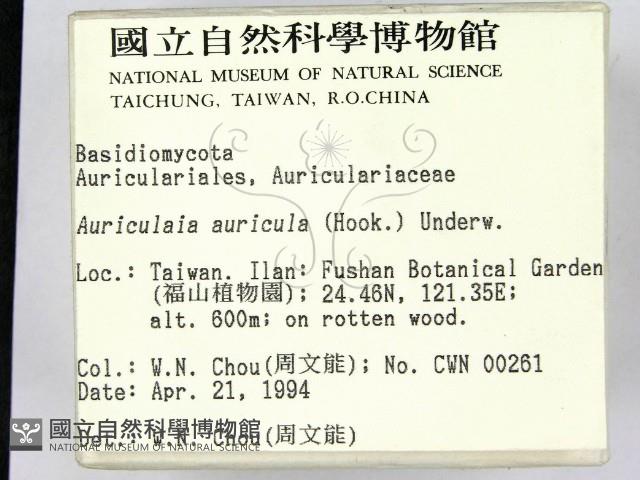 國立自然科學博物館
NATIONAL MUSEUM OF NATURAL SCIENCE
TAICHUNG, TAIWAN, R.O.CHINA
Basidiomycota
Auriculariales, Auriculariaceae
Auriculaia auricula (Hook.) Underw.
Loc.: Taiwan. Ilan: Fushan Botanical Garden
(福山植物園); 24.46N, 121.35E;
alt. 600m; on rotten wood.
Col.: W.N. Chou(周文能); No. CWN 00261
Date: Apr. 21, 1994
Det.: W.N. Chou(周文能)
國立自然科學博物館
NATIONAL MUSEUM OF NATURAL SCIENCE